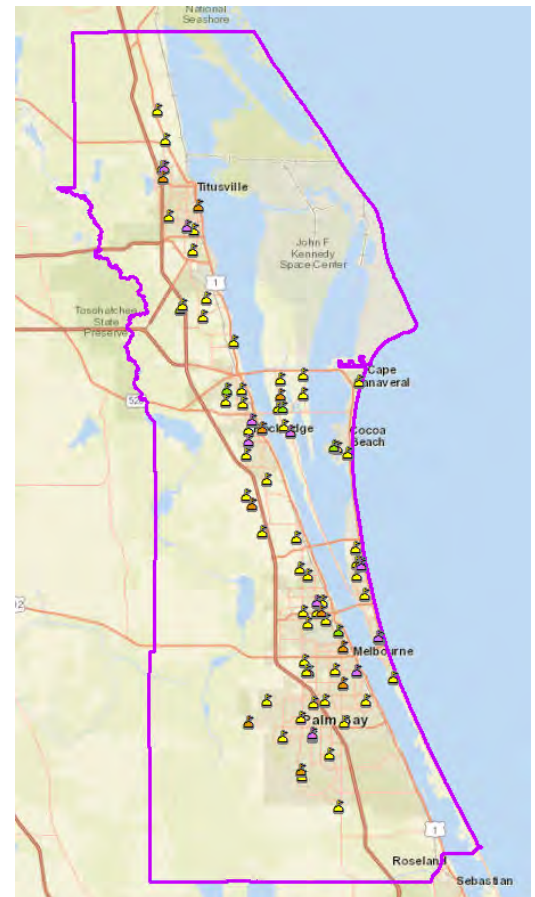 National
Seashore
Titusville
John F
Kennedy
Space Center
1
Tosohatchee
State
Preserve
Cape
Canaveral
52
Cocoa
Beach
Melbourne
Palm Bay
1
Roseland
Sebastian